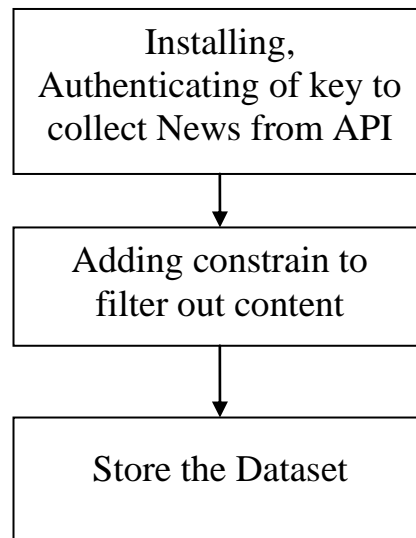 Installing,
Authenticating of key to
collect News from API
Adding constrain to
filter out content
Store the Dataset